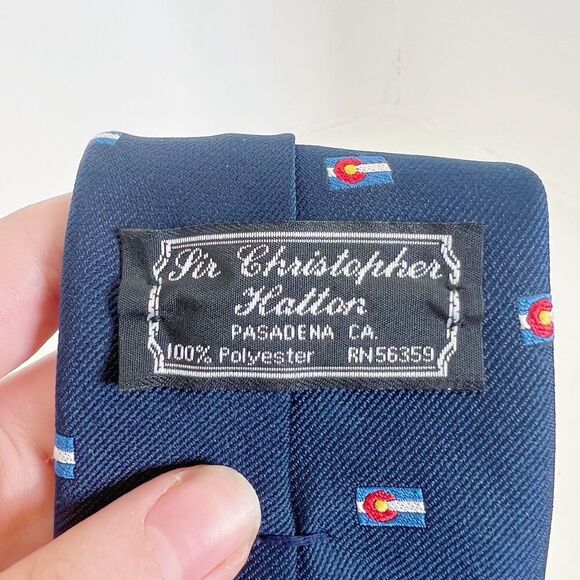 Sir Christopher
Hatton
PASADENA CA.
100% Polyester RN56359